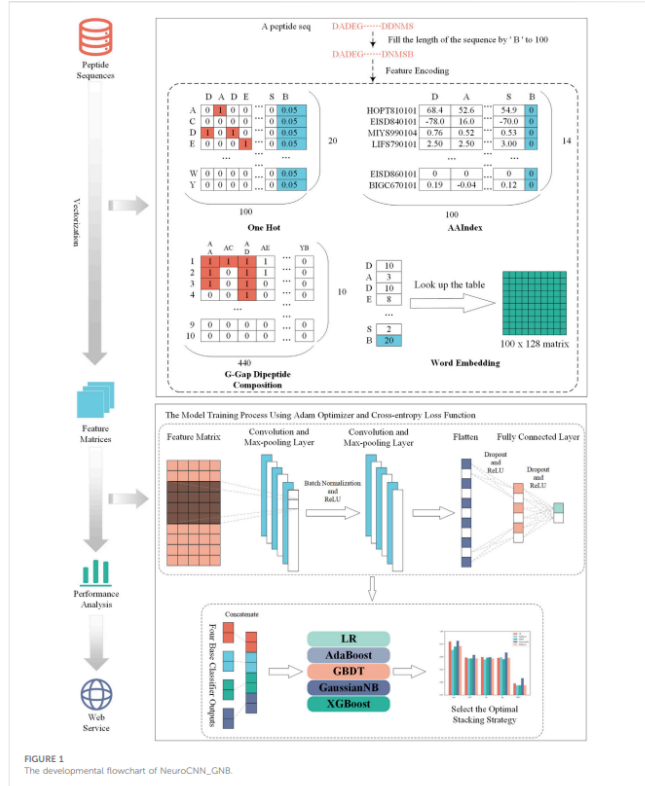 A peptide seq DADEG······DDNMS
Fill the length of the sequence by ' B ' to 100
DADEG······DNMSB
Feature Encoding
Peptide
Sequences
Vectorization
D A D E S B
A 0 1 0 0 ... 0 0.05
C 0 0 0 0 ... 0 0.05
D 1 0 1 0 ... 0 0.05
E 0 0 0 1 ... 0 0.05
...
W 0 0 0 0 ... 0 0.05
Y 0 0 0 0 ... 0 0.05
20
100
One Hot
D A S B
HOPT810101 68.4 52.6 ... 54.9 0
EISD840101 -78.0 16.0 ... -70.0 0
MIYS990104 0.76 0.52 ... 0.53 0
LIFS790101 2.50 2.50 ... 3.00 0
... ...
EISD860101 0 0 ... 0 0
BIGC670101 0.19 -0.04 ... 0.12 0
14
100
AAIndex
AA AC AD AE YB
1 1 1 1 1 ... 0
2 1 0 1 1 ... 0
3 1 0 1 0 ... 0
4 0 0 1 0 ... 0
...
9 0 0 0 0 ... 0
10 0 0 0 0 ... 0
10
440
G-Gap Dipeptide
Composition
D 10
A 3
D 10
E 8
...
S 2
B 20
Look up the table
100 x 128 matrix
Word Embedding
Feature
Matrices
The Model Training Process Using Adam Optimizer and Cross-entropy Loss Function
Feature Matrix
Convolution and
Max-pooling Layer
Batch Normalization
and
ReLU
Convolution and
Max-pooling Layer
Flatten
Fully Connected Layer
Dropout
and
ReLU
Dropout
and
ReLU
Performance
Analysis
Concatenate
Four Base Classifier Outputs
LR
AdaBoost
GBDT
GaussianNB
XGBoost
Select the Optimal
Stacking Strategy
Web
Service
FIGURE 1
The developmental flowchart of NeuroCNN_GNB.